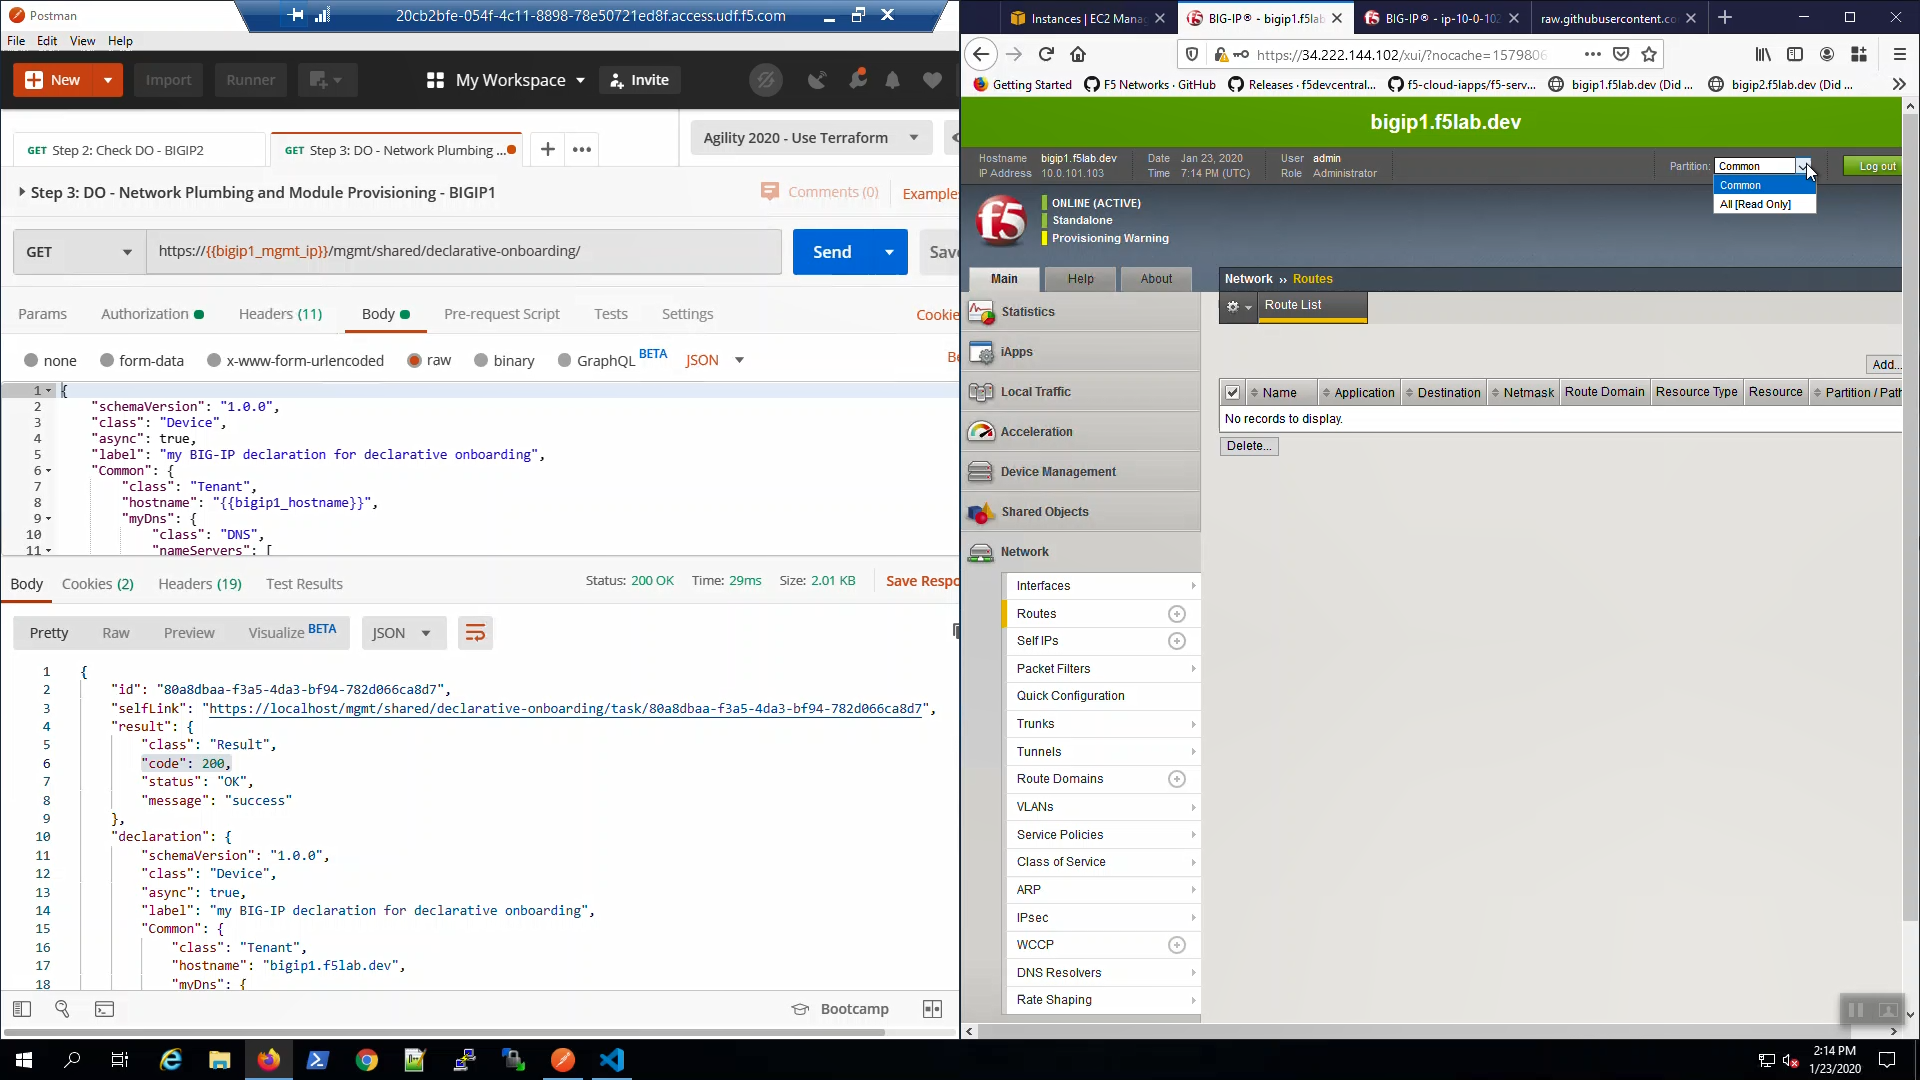 Postman
20cb2bfe-054f-4c11-8898-78e50721ed8f.access.udf.f5.com
File Edit View Help
New
Import
Runner
My Workspace
Invite
GET Step 2: Check DO - BIGIP2
GET Step 3: DO - Network Plumbing ...
Agility 2020 - Use Terraform
Step 3: DO - Network Plumbing and Module Provisioning - BIGIP1
Comments (0)
Examples
GET
https://{{bigip1_mgmt_ip}}/mgmt/shared/declarative-onboarding/
Send
Save
Params Authorization Headers (11) Body Pre-request Script Tests Settings
Cookie
none form-data x-www-form-urlencoded raw binary GraphQL BETA JSON
Be
1 {
2 "schemaVersion": "1.0.0",
3 "class": "Device",
4 "async": true,
5 "label": "my BIG-IP declaration for declarative onboarding",
6 "Common": {
7 "class": "Tenant",
8 "hostname": "{{bigip1_hostname}}",
9 "myDns": {
10 "class": "DNS",
11 "nameServers": [
Body Cookies (2) Headers (19) Test Results
Status: 200 OK Time: 29ms Size: 2.01 KB
Save Respo
Pretty Raw Preview Visualize BETA JSON
1 {
2 "id": "80a8dbaa-f3a5-4da3-bf94-782d066ca8d7",
3 "selfLink": "https://localhost/mgmt/shared/declarative-onboarding/task/80a8dbaa-f3a5-4da3-bf94-782d066ca8d7",
4 "result": {
5 "class": "Result",
6 "code": 200,
7 "status": "OK",
8 "message": "success"
9 },
10 "declaration": {
11 "schemaVersion": "1.0.0",
12 "class": "Device",
13 "async": true,
14 "label": "my BIG-IP declaration for declarative onboarding",
15 "Common": {
16 "class": "Tenant",
17 "hostname": "bigip1.f5lab.dev",
18 "myDns": {
Bootcamp
Instances | EC2 Mana
BIG-IP® - bigip1.f5lab
BIG-IP® - ip-10-0-102
raw.githubusercontent.co
https://34.222.144.102/xui/?nocache=1579806
Getting Started
F5 Networks · GitHub
Releases · f5devcentral...
f5-cloud-iapps/f5-serv...
bigip1.f5lab.dev (Did ...
bigip2.f5lab.dev (Did ...
bigip1.f5lab.dev
Hostname bigip1.f5lab.dev
IP Address 10.0.101.103
Date Jan 23, 2020
Time 7:14 PM (UTC)
User admin
Role Administrator
Partition: Common
Common
All [Read Only]
Log out
f5
ONLINE (ACTIVE)
Standalone
Provisioning Warning
Main Help About
Network » Routes
Route List
Add...
Name Application Destination Netmask Route Domain Resource Type Resource Partition / Path
No records to display.
Delete...
Statistics
iApps
Local Traffic
Acceleration
Device Management
Shared Objects
Network
Interfaces
Routes
Self IPs
Packet Filters
Quick Configuration
Trunks
Tunnels
Route Domains
VLANs
Service Policies
Class of Service
ARP
IPsec
WCCP
DNS Resolvers
Rate Shaping
2:14 PM
1/23/2020